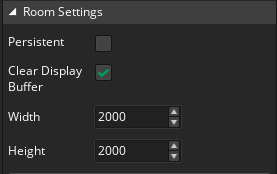 Room Settings
Persistent
Clear Display
Buffer
Width 2000
Height 2000